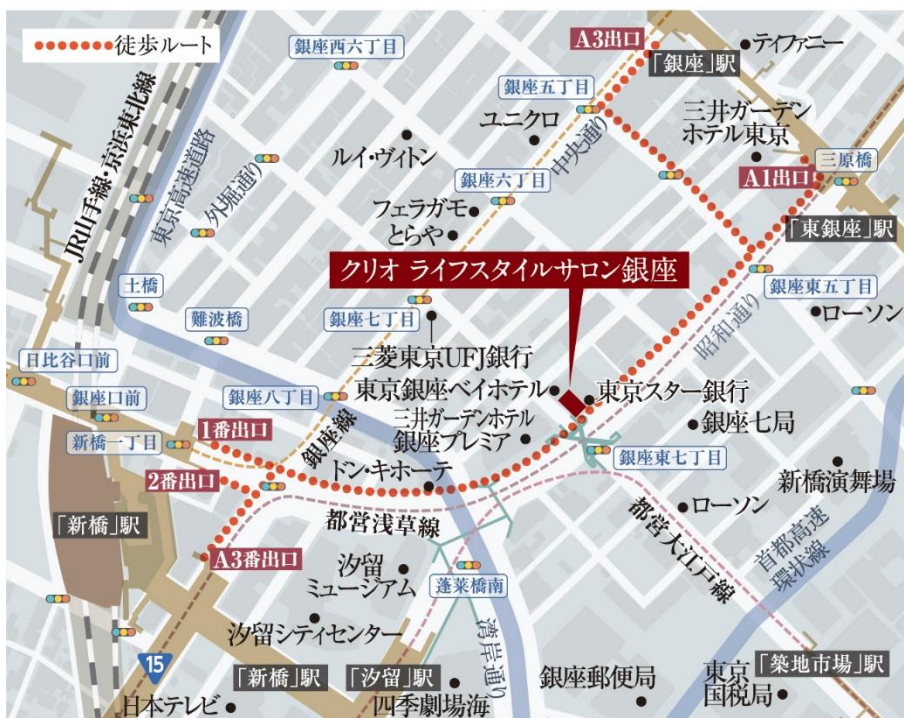 徒歩ルート
銀座西六丁目
A3出口
「銀座」駅
ティファニー
銀座五丁目
ユニクロ
中央通り
三井ガーデン
ホテル東京
三原橋
A1出口
「東銀座」駅
JR山手線・京浜東北線
東京高速道路
外堀通り
ルイ・ヴィトン
銀座六丁目
フェラガモ
とらや
クリオ ライフスタイルサロン銀座
昭和通り
銀座東五丁目
ローソン
土橋
難波橋
銀座七丁目
三菱東京UFJ銀行
日比谷口前
銀座口前
新橋一丁目
銀座八丁目
東京銀座ベイホテル
東京スター銀行
三井ガーデンホテル
銀座プレミア
銀座七局
銀座東七丁目
新橋演舞場
1番出口
2番出口
A3番出口
「新橋」駅
銀座線
ドン・キホーテ
都営浅草線
ローソン
都営大江戸線
首都高速
環状線
汐留
ミュージアム
蓬莱橋南
汐留シティセンター
湾岸通り
15
「新橋」駅
「汐留」駅
日本テレビ
四季劇場海
銀座郵便局
東京
国税局
「築地市場」駅